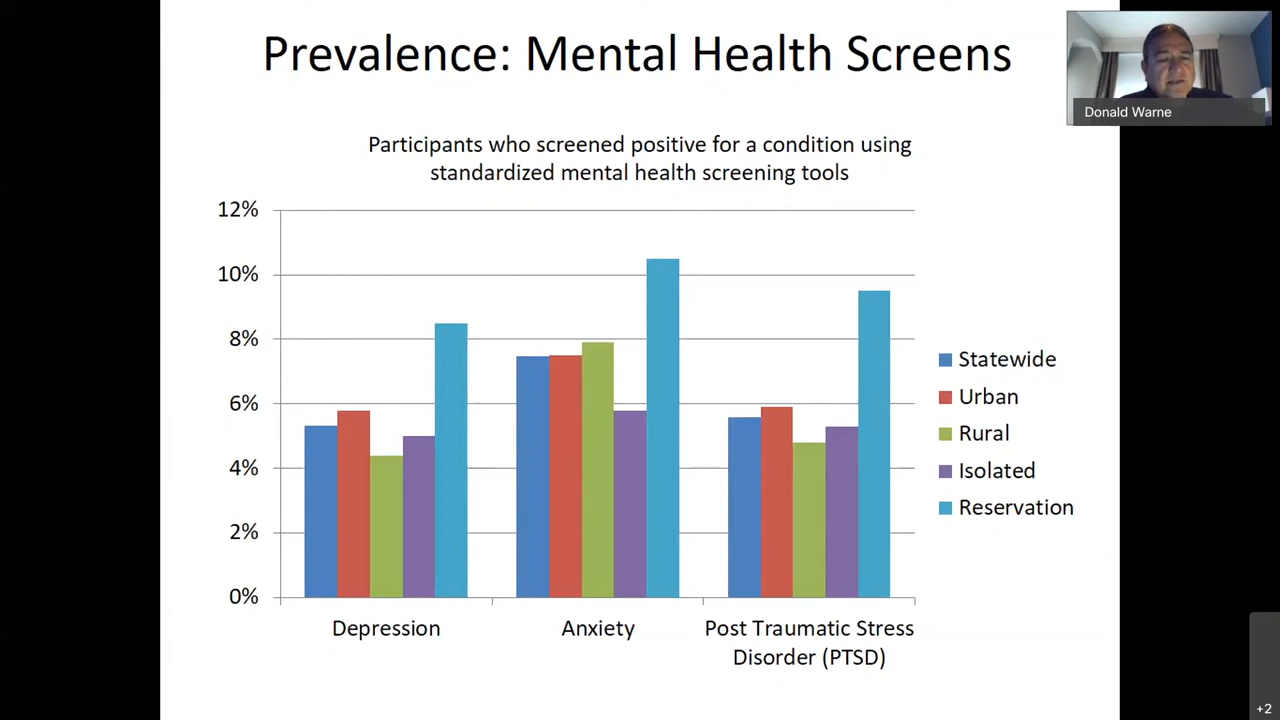 Prevalence: Mental Health Screens
Donald Warne
Participants who screened positive for a condition using
standardized mental health screening tools
12%
10%
8%
6%
4%
2%
0%
Depression
Anxiety
Post Traumatic Stress
Disorder (PTSD)
Statewide
Urban
Rural
Isolated
Reservation
+2